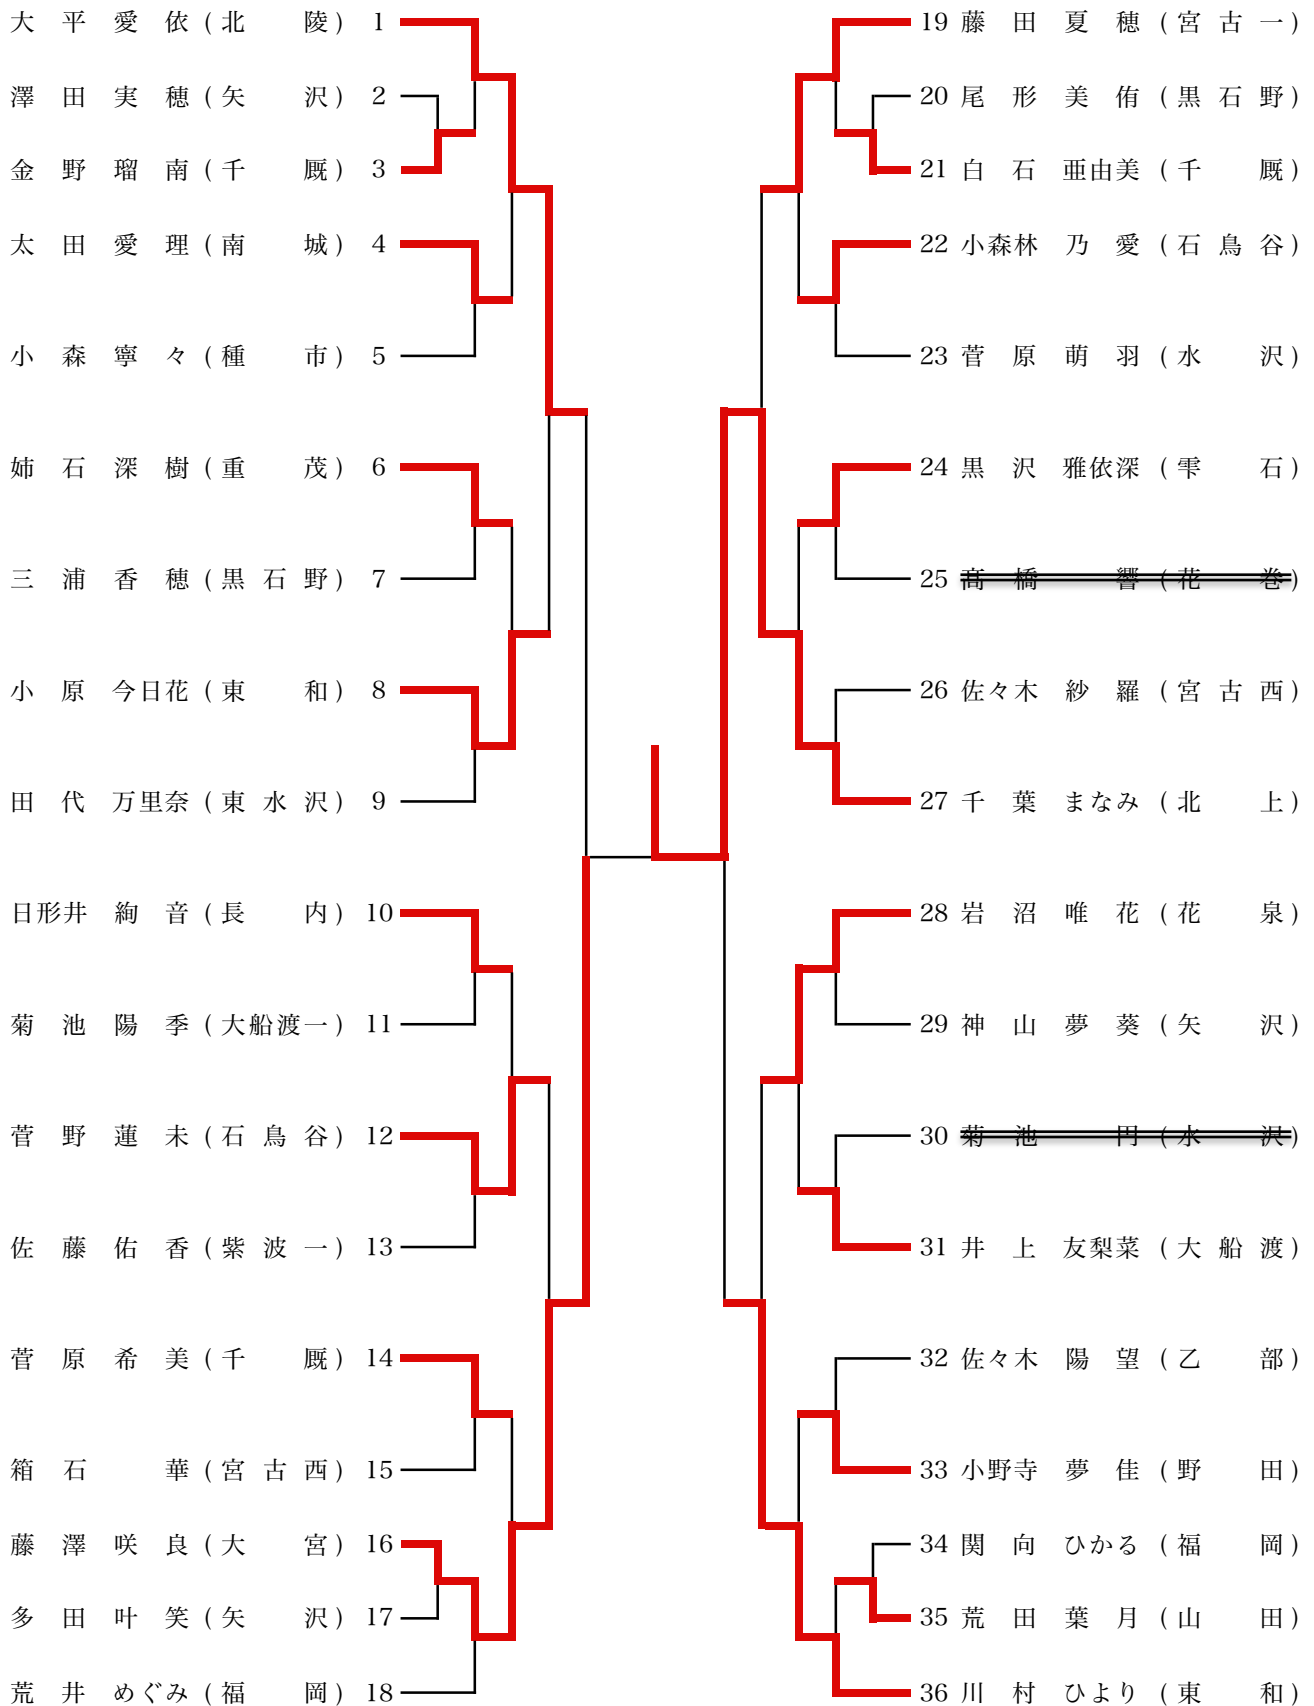 大平愛依(北陵) 1
澤田実穂(矢沢) 2
金野瑠南(千厩) 3
太田愛理(南城) 4
小森寧々(種市) 5
姉石深樹(重茂) 6
三浦香穂(黒石野) 7
小原今日花(東和) 8
田代万里奈(東水沢) 9
日形井絢音(長内) 10
菊池陽季(大船渡一) 11
菅野蓮未(石鳥谷) 12
佐藤佑香(紫波一) 13
菅原希美(千厩) 14
箱石華(宮古西) 15
藤澤咲良(大宮) 16
多田叶笑(矢沢) 17
荒井めぐみ(福岡) 18
19 藤田夏穂(宮古一)
20 尾形美侑(黒石野)
21 白石亜由美(千厩)
22 小森林乃愛(石鳥谷)
23 菅原萌羽(水沢)
24 黒沢雅依深(雫石)
25 高橋響(花巻)
26 佐々木紗羅(宮古西)
27 千葉まなみ(北上)
28 岩沼唯花(花泉)
29 神山夢葵(矢沢)
30 菊池円(水沢)
31 井上友梨菜(大船渡)
32 佐々木陽望(乙部)
33 小野寺夢佳(野田)
34 関向ひかる(福岡)
35 荒田葉月(山田)
36 川村ひより(東和)